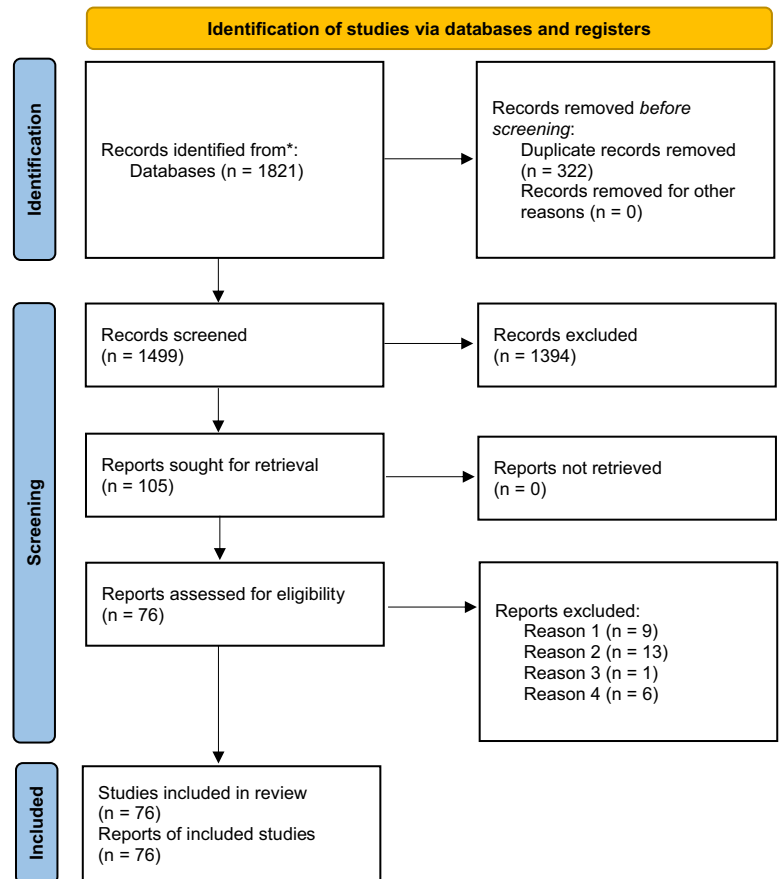 Identification of studies via databases and registers
Identification
Records identified from*:
Databases (n = 1821)
Records removed before
screening:
Duplicate records removed
(n = 322)
Records removed for other
reasons (n = 0)
Screening
Records screened
(n = 1499)
Records excluded
(n = 1394)
Reports sought for retrieval
(n = 105)
Reports not retrieved
(n = 0)
Reports assessed for eligibility
(n = 76)
Reports excluded:
Reason 1 (n = 9)
Reason 2 (n = 13)
Reason 3 (n = 1)
Reason 4 (n = 6)
Included
Studies included in review
(n = 76)
Reports of included studies
(n = 76)